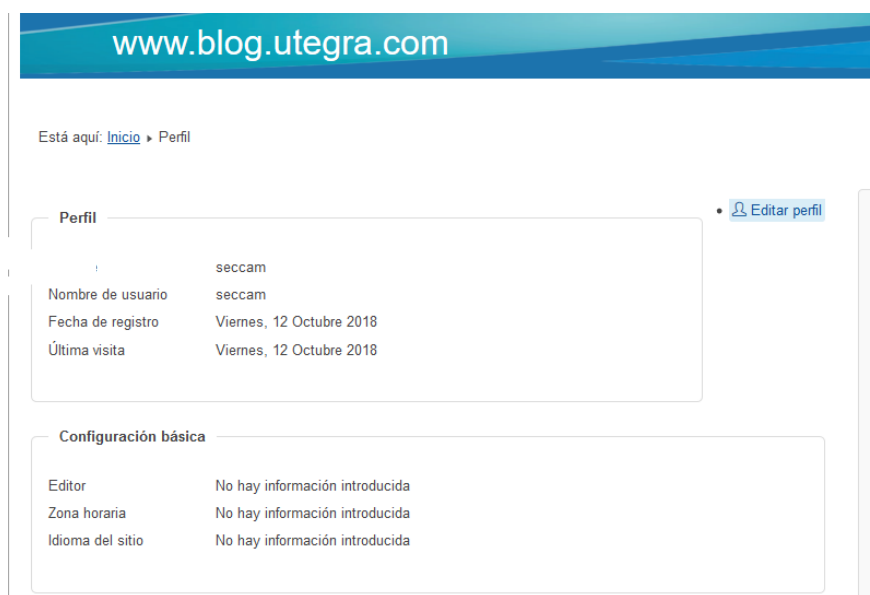 www.blog.utegra.com
Está aquí: Inicio ▸ Perfil
Perfil
• Editar perfil
seccam
Nombre de usuario seccam
Fecha de registro Viernes, 12 Octubre 2018
Última visita Viernes, 12 Octubre 2018
Configuración básica
Editor No hay información introducida
Zona horaria No hay información introducida
Idioma del sitio No hay información introducida